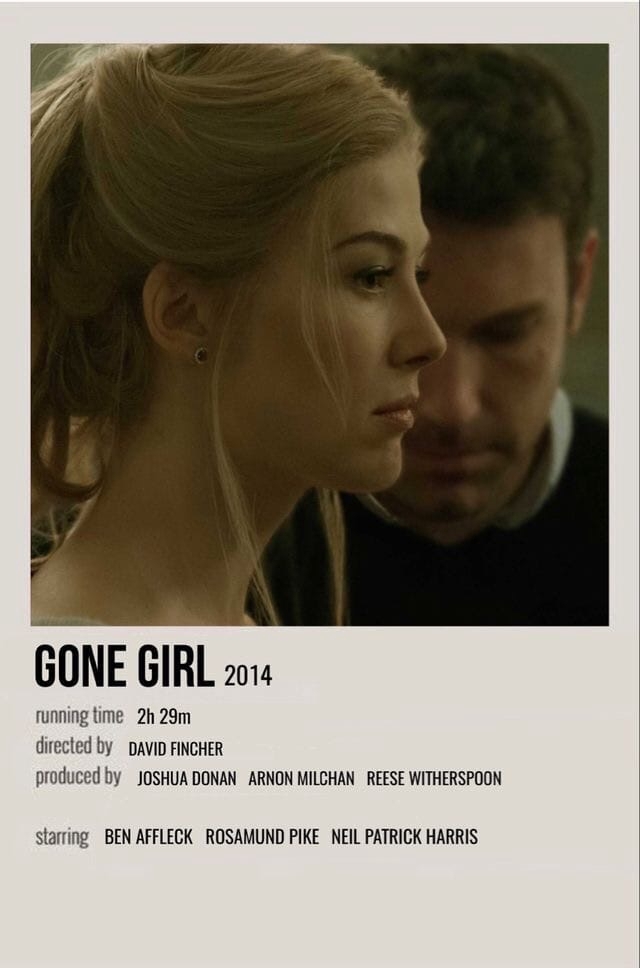 GONE GIRL 2014
running time 2h 29m
directed by DAVID FINCHER
produced by JOSHUA DONAN ARNON MILCHAN REESE WITHERSPOON
starring BEN AFFLECK ROSAMUND PIKE NEIL PATRICK HARRIS